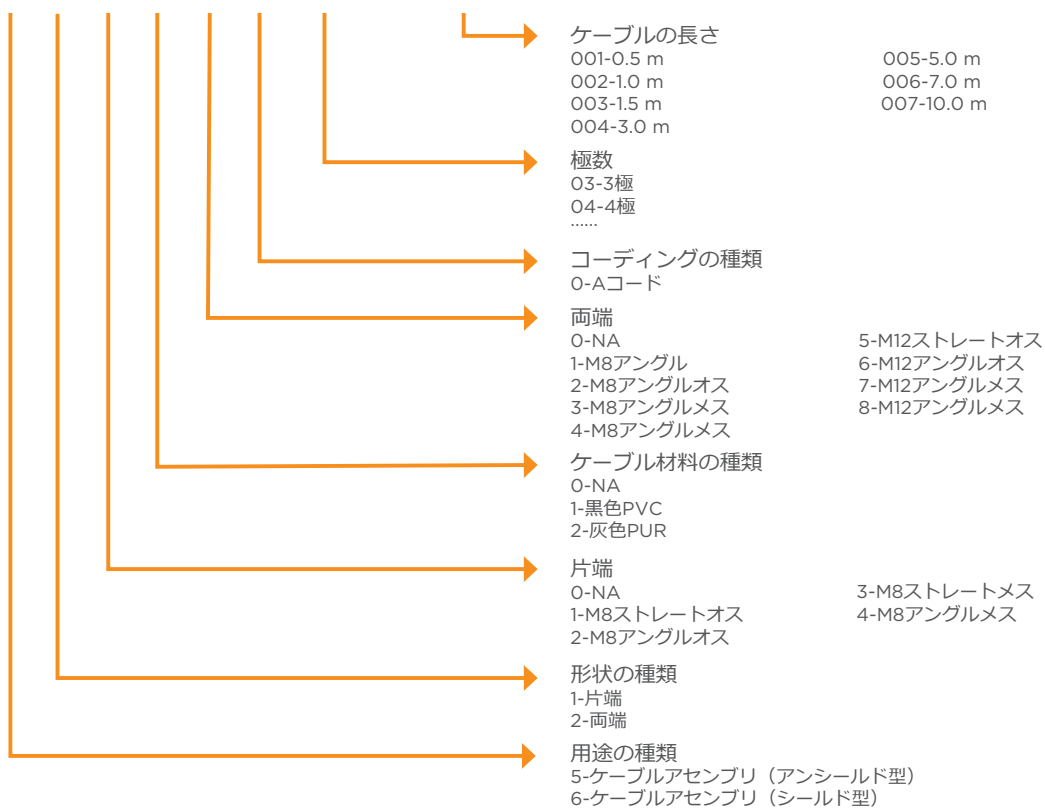 ケーブルの長さ
001-0.5 m 005-5.0 m
002-1.0 m 006-7.0 m
003-1.5 m 007-10.0 m
004-3.0 m
極数
03-3極
04-4極
......
コーディングの種類
0-Aコード
両端
0-NA 5-M12ストレートオス
1-M8アングル 6-M12アングルオス
2-M8アングルオス 7-M12アングルメス
3-M8アングルメス 8-M12アングルメス
4-M8アングルメス
ケーブル材料の種類
0-NA
1-黒色PVC
2-灰色PUR
片端
0-NA 3-M8ストレートメス
1-M8ストレートオス 4-M8アングルメス
2-M8アングルオス
形状の種類
1-片端
2-両端
用途の種類
5-ケーブルアセンブリ（アンシールド型）
6-ケーブルアセンブリ（シールド型）